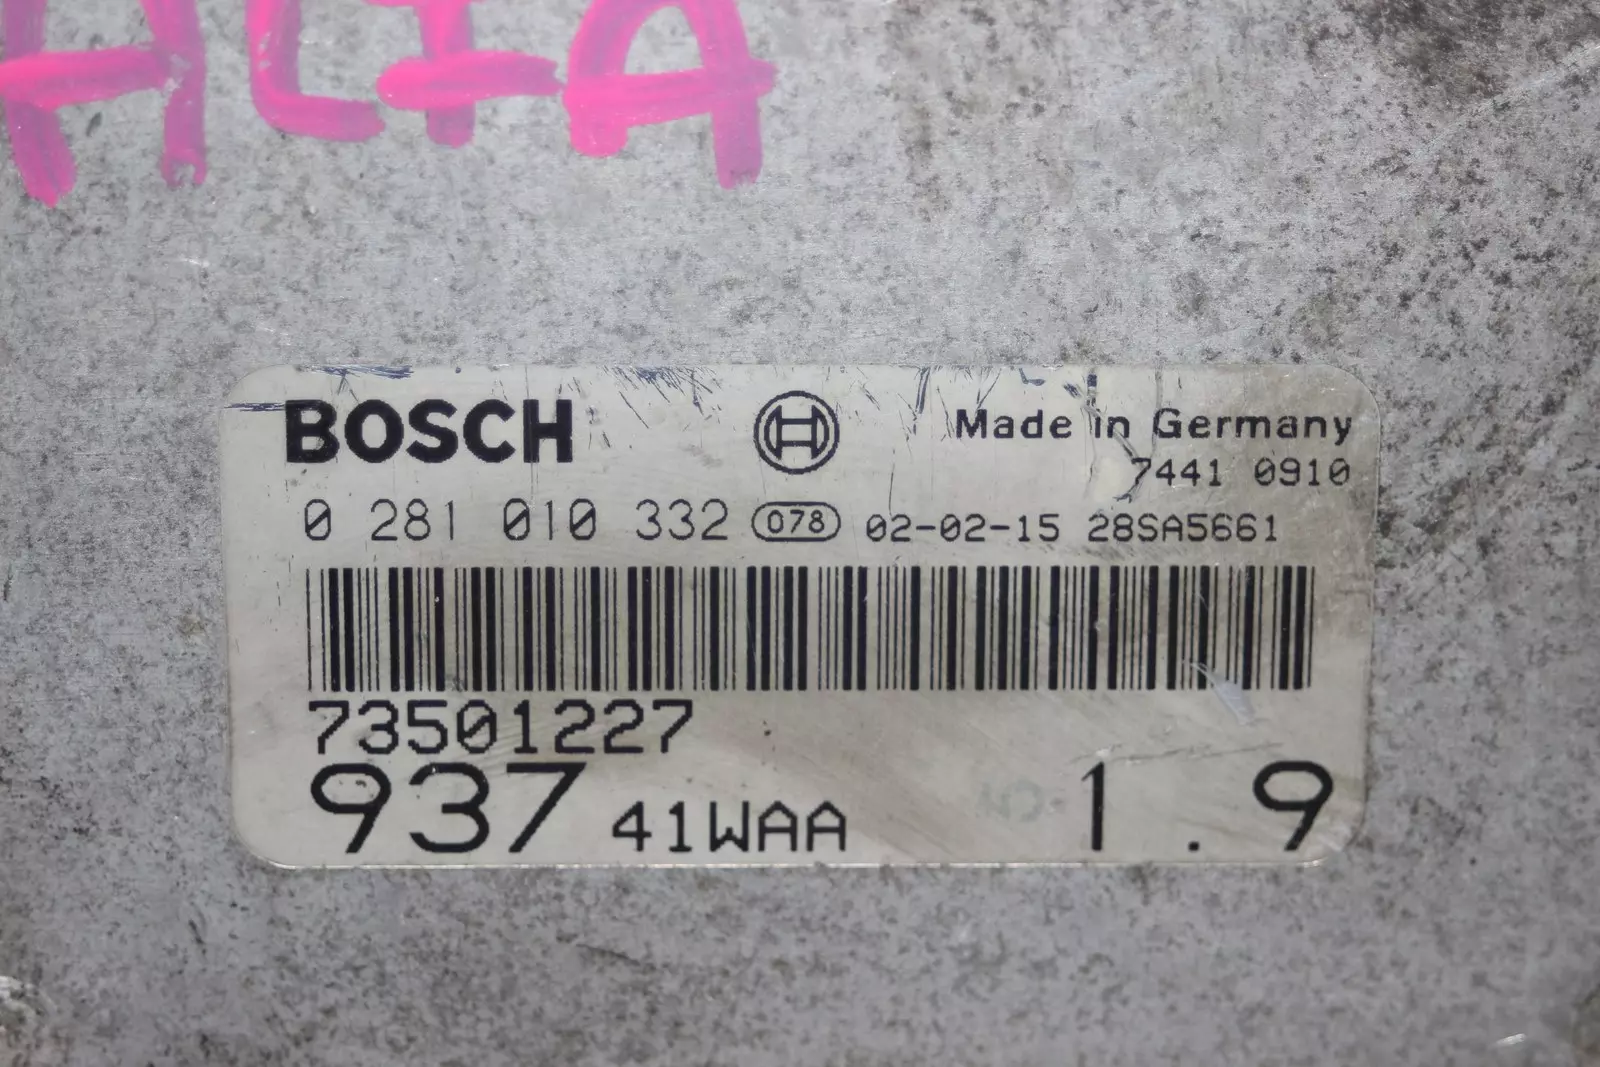 BOSCH
Made in Germany
7441 0910
0 281 010 332 078 02-02-15 28SA5661
73501227
937 41WAA 1.9